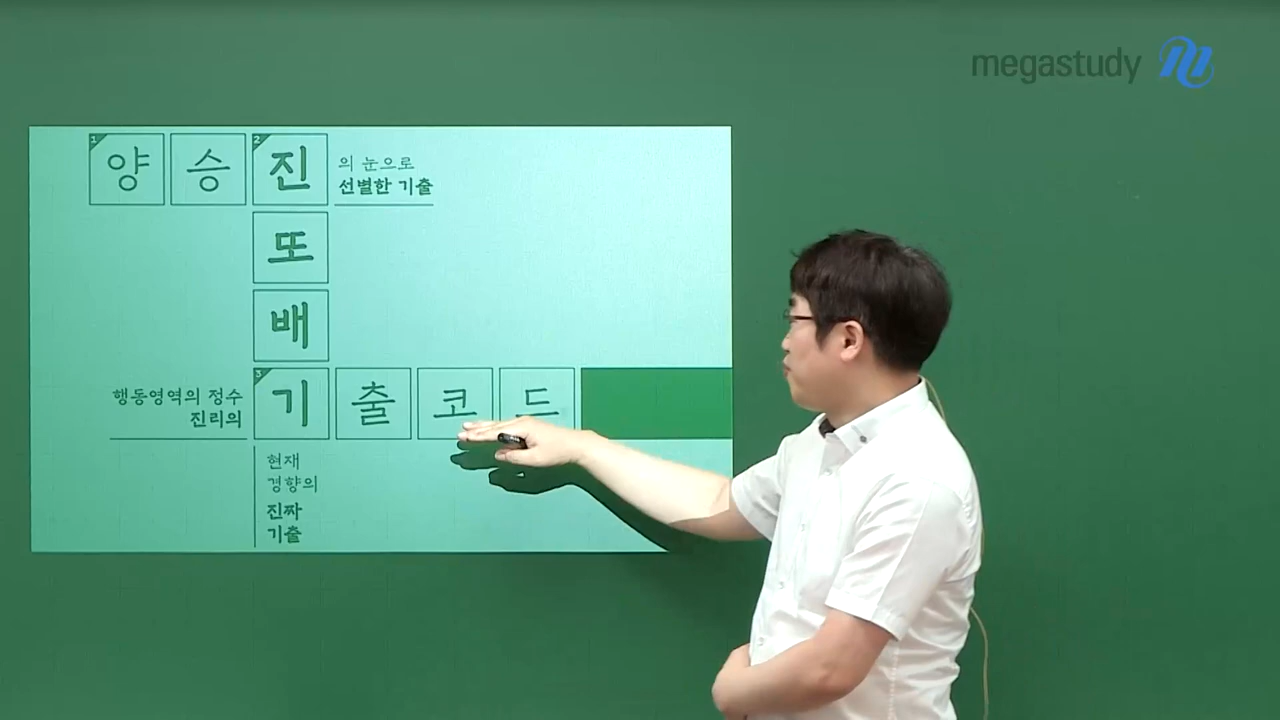 megastudy
1 양 승 2 진
의 눈으로
선별한 기출
또
배
행동영역의 정수
진리의
3 기 출 코 드
현재
경향의
진짜
기출